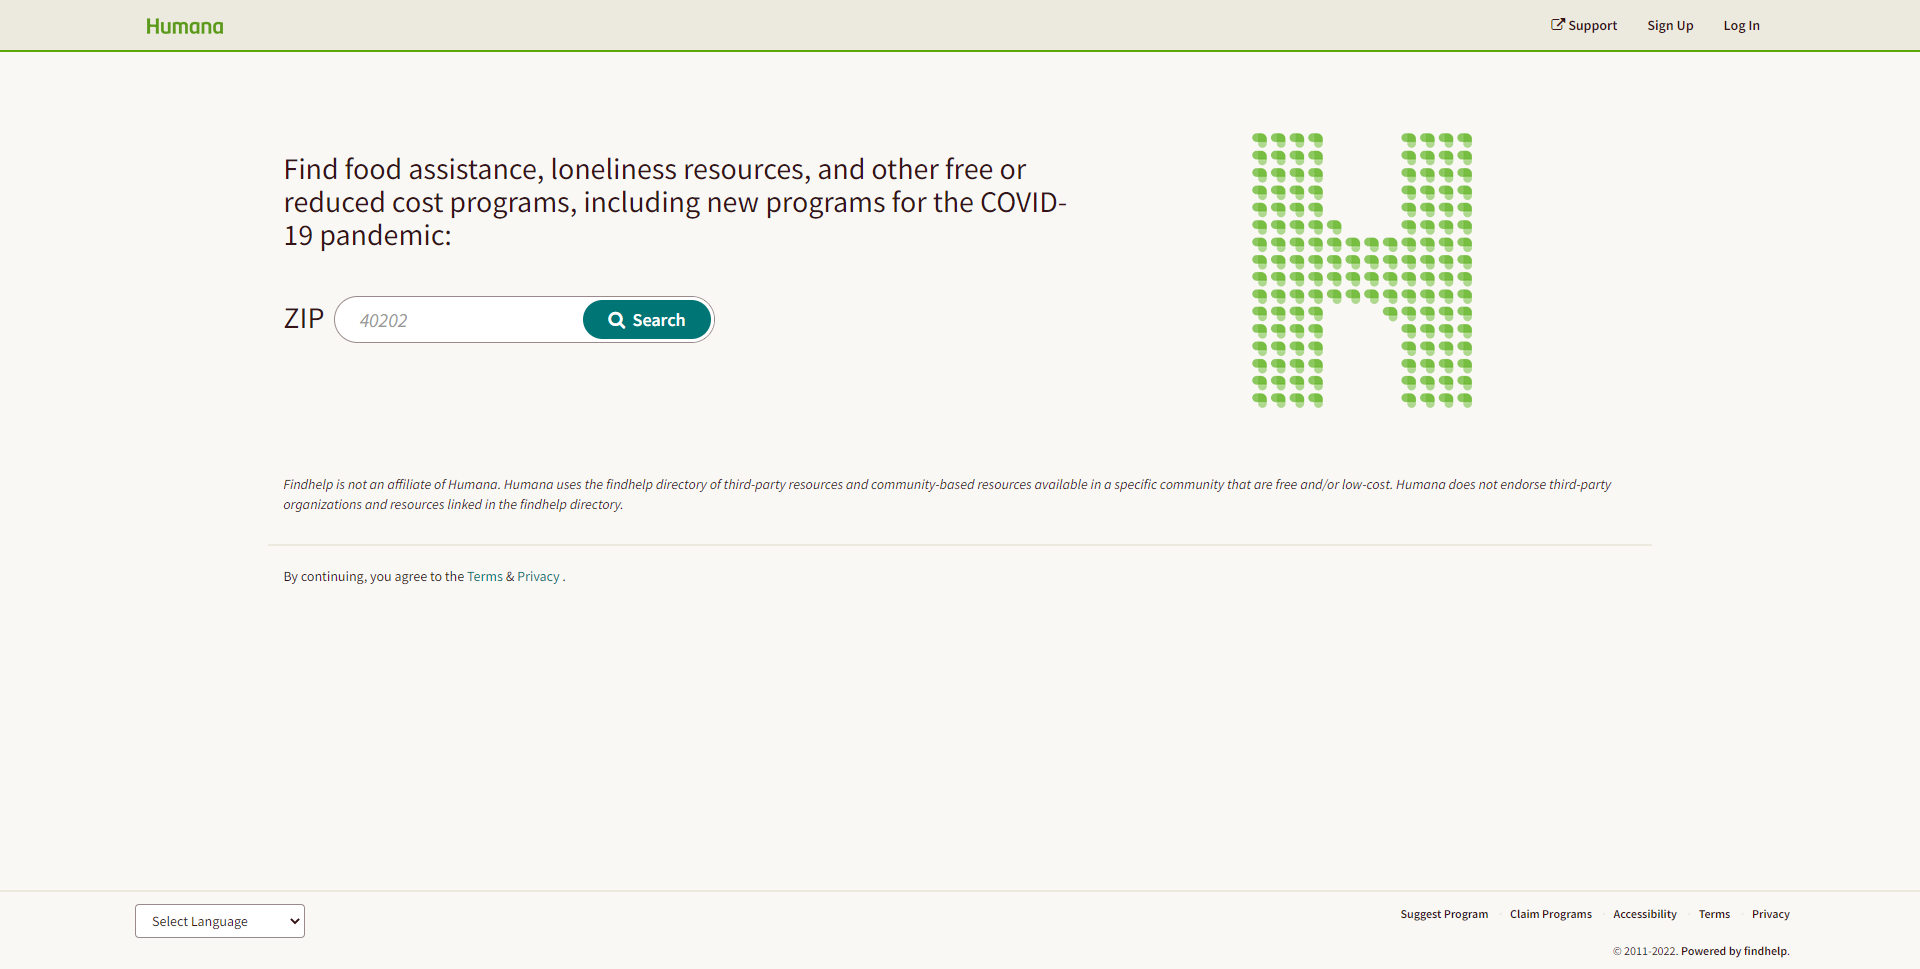 Humana
Support
Sign Up
Log In
Find food assistance, loneliness resources, and other free or
reduced cost programs, including new programs for the COVID-
19 pandemic:
ZIP 40202 Search
Findhelp is not an affiliate of Humana. Humana uses the findhelp directory of third-party resources and community-based resources available in a specific community that are free and/or low-cost. Humana does not endorse third-party
organizations and resources linked in the findhelp directory.
By continuing, you agree to the Terms & Privacy .
Select Language
Suggest Program · Claim Programs · Accessibility · Terms · Privacy
© 2011-2022. Powered by findhelp.